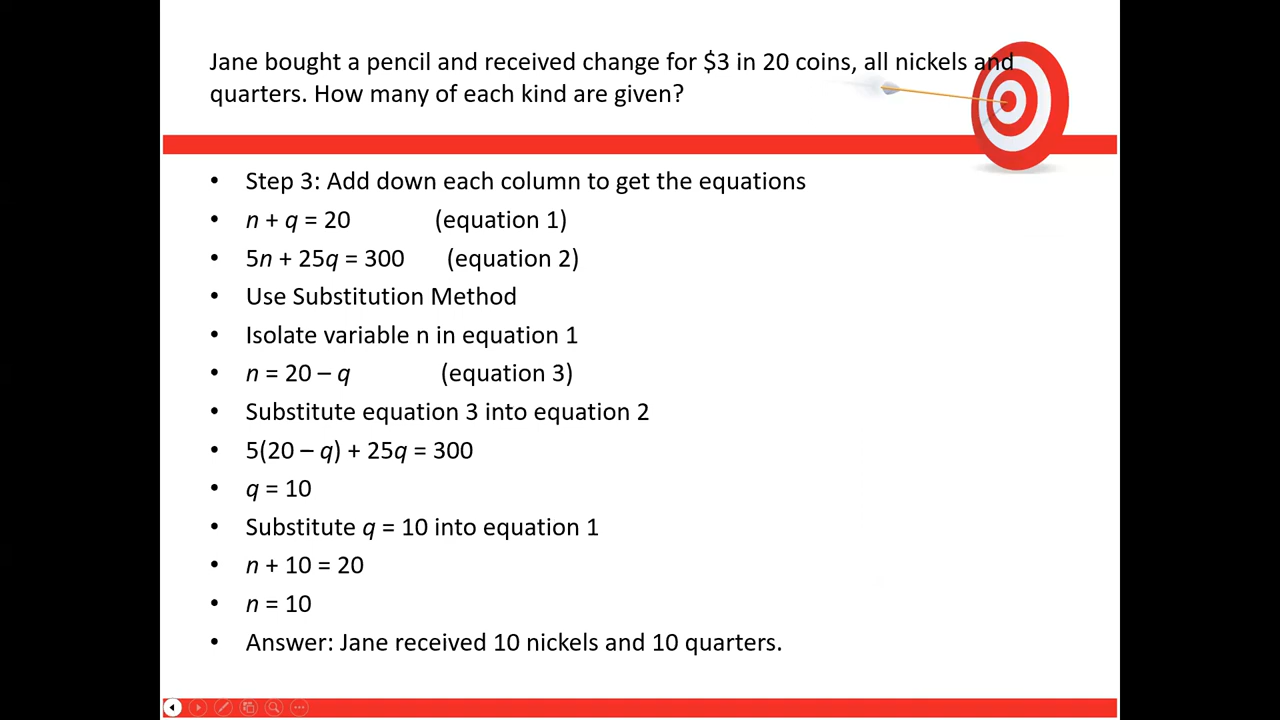 Jane bought a pencil and received change for $3 in 20 coins, all nickels and
quarters. How many of each kind are given?
• Step 3: Add down each column to get the equations
• n + q = 20 (equation 1)
• 5n + 25q = 300 (equation 2)
• Use Substitution Method
• Isolate variable n in equation 1
• n = 20 – q (equation 3)
• Substitute equation 3 into equation 2
• 5(20 – q) + 25q = 300
• q = 10
• Substitute q = 10 into equation 1
• n + 10 = 20
• n = 10
• Answer: Jane received 10 nickels and 10 quarters.